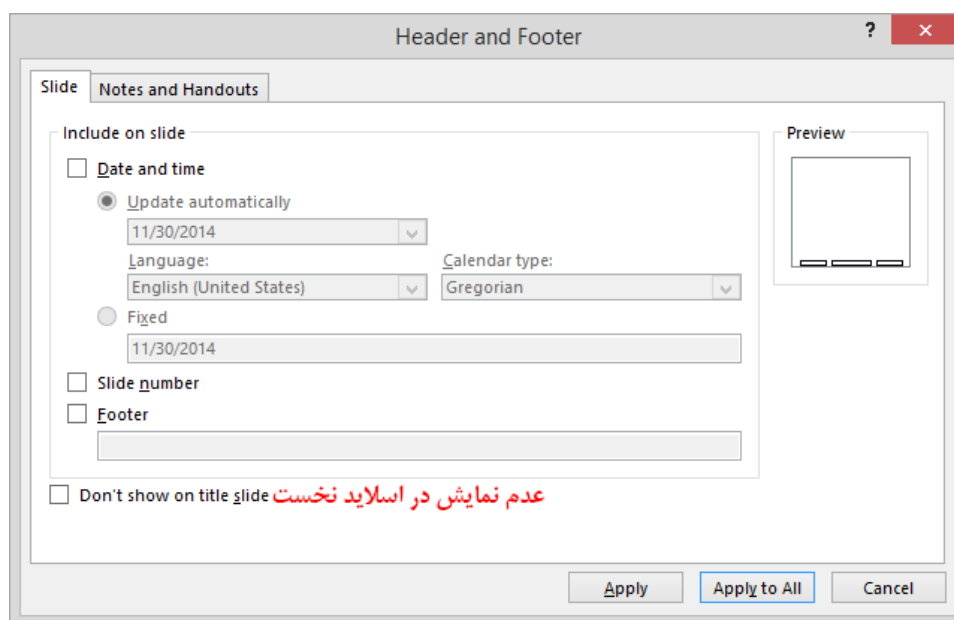 Header and Footer
?
Slide
Notes and Handouts
Include on slide
Preview
Date and time
Update automatically
11/30/2014
Language:
Calendar type:
English (United States)
Gregorian
Fixed
11/30/2014
Slide number
Footer
Don't show on title slide عدم نمایش در اسلاید نخست
Apply
Apply to All
Cancel